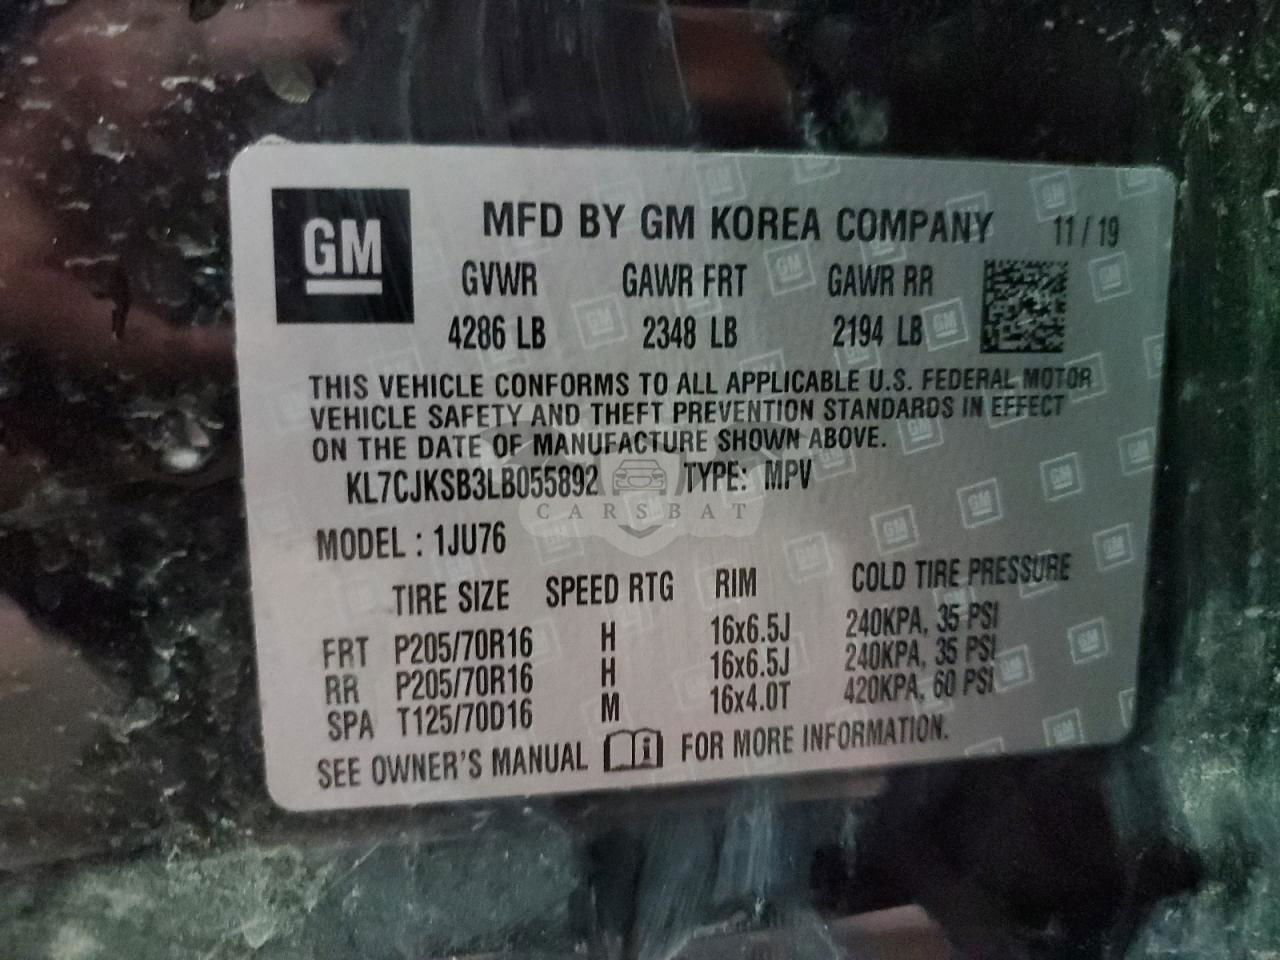 GM
MFD BY GM KOREA COMPANY 11 / 19
GVWR GAWR FRT GAWR RR
4286 LB 2348 LB 2194 LB
THIS VEHICLE CONFORMS TO ALL APPLICABLE U.S. FEDERAL MOTOR
VEHICLE SAFETY AND THEFT PREVENTION STANDARDS IN EFFECT
ON THE DATE OF MANUFACTURE SHOWN ABOVE.
KL7CJKSB3LB055892 TYPE: MPV
CARSBAT
MODEL : 1JU76
TIRE SIZE SPEED RTG RIM COLD TIRE PRESSURE
FRT P205/70R16 H 16x6.5J 240KPA, 35 PSI
RR P205/70R16 H 16x6.5J 240KPA, 35 PSI
SPA T125/70D16 M 16x4.0T 420KPA, 60 PSI
SEE OWNER'S MANUAL FOR MORE INFORMATION.